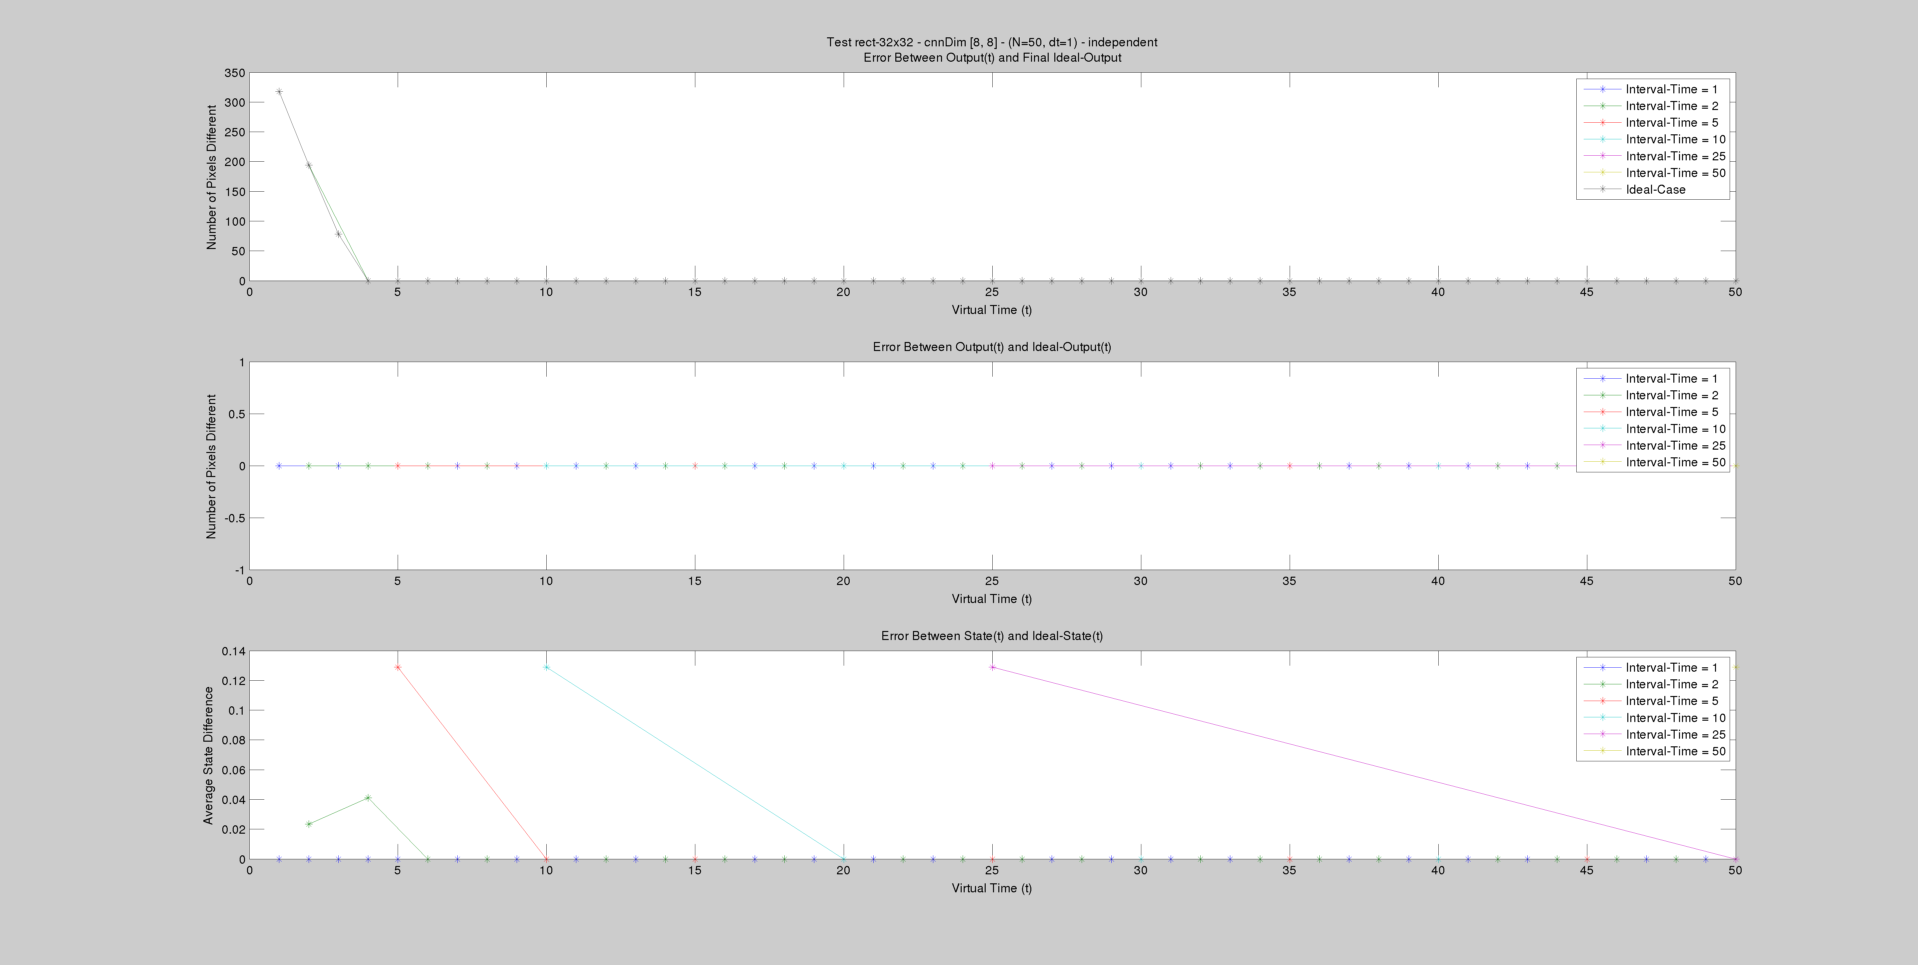 Test rect-32x32 - cnnDim [8, 8] - (N=50, dt=1) - independent
Error Between Output(t) and Final Ideal-Output
Number of Pixels Different
350
300
250
200
150
100
50
0
0 5 10 15 20 25 30 35 40 45 50
Virtual Time (t)
Interval-Time = 1
Interval-Time = 2
Interval-Time = 5
Interval-Time = 10
Interval-Time = 25
Interval-Time = 50
Ideal-Case
Error Between Output(t) and Ideal-Output(t)
Number of Pixels Different
1
0.5
0
-0.5
-1
0 5 10 15 20 25 30 35 40 45 50
Virtual Time (t)
Interval-Time = 1
Interval-Time = 2
Interval-Time = 5
Interval-Time = 10
Interval-Time = 25
Interval-Time = 50
Error Between State(t) and Ideal-State(t)
Average State Difference
0.14
0.12
0.1
0.08
0.06
0.04
0.02
0
0 5 10 15 20 25 30 35 40 45 50
Virtual Time (t)
Interval-Time = 1
Interval-Time = 2
Interval-Time = 5
Interval-Time = 10
Interval-Time = 25
Interval-Time = 50